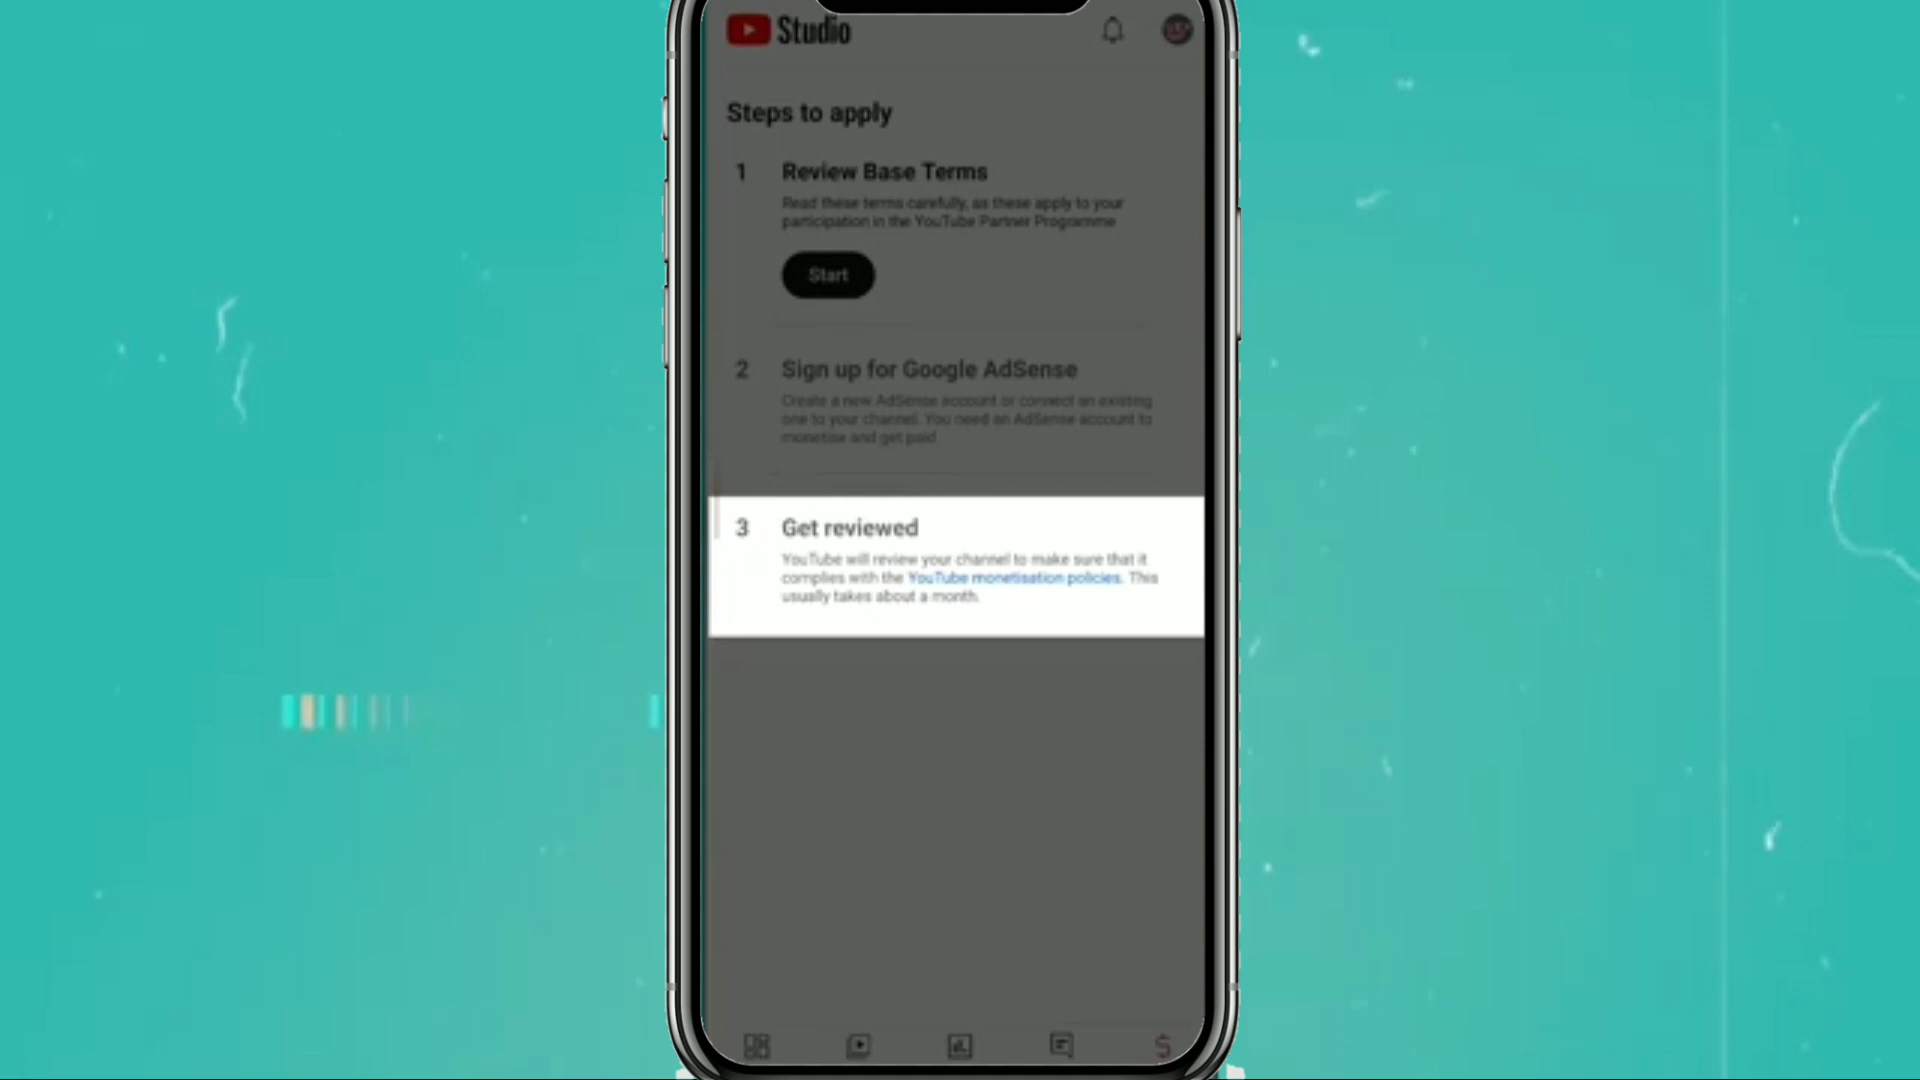 Studio
Steps to apply
1 Review Base Terms
Read these terms carefully, as these apply to your
participation in the YouTube Partner Programme
Start
2 Sign up for Google AdSense
Create a new AdSense account or connect an existing
one to your channel. You need an AdSense account to
monetise and get paid
3 Get reviewed
YouTube will review your channel to make sure that it
complies with the YouTube monetisation policies. This
usually takes about a month.